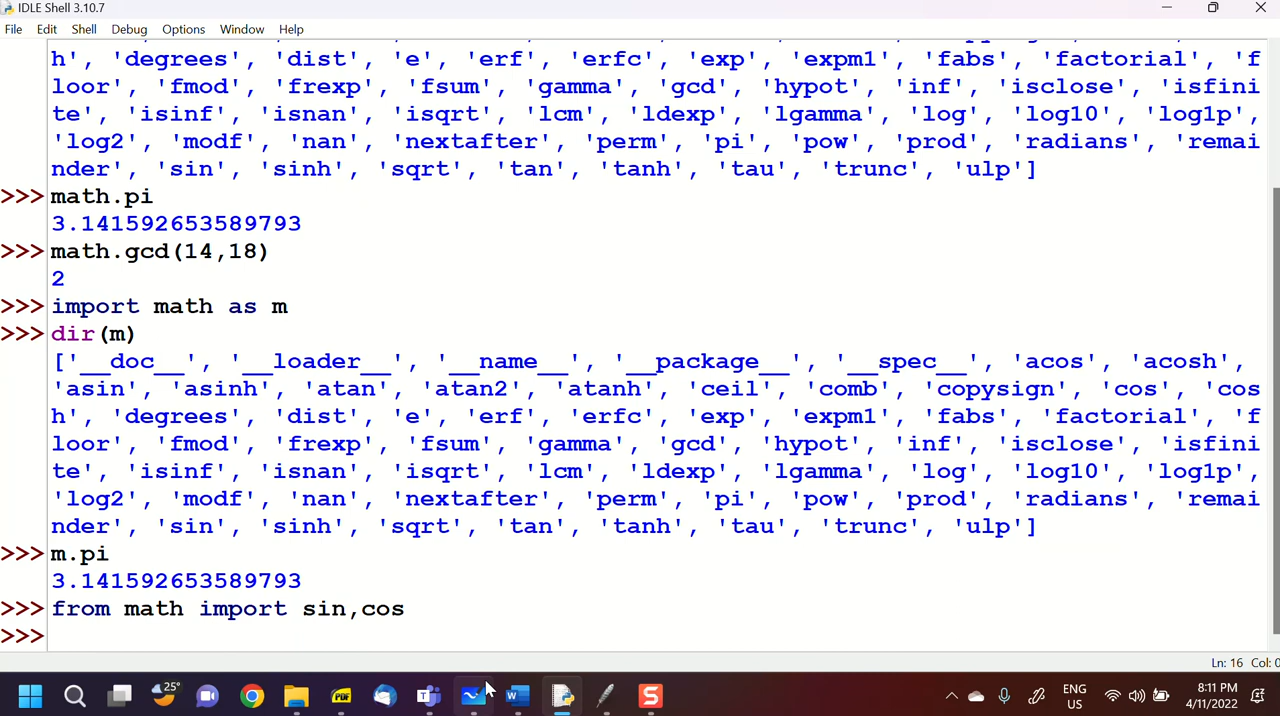 IDLE Shell 3.10.7
File Edit Shell Debug Options Window Help
h', 'degrees', 'dist', 'e', 'erf', 'erfc', 'exp', 'expm1', 'fabs', 'factorial', 'f
loor', 'fmod', 'frexp', 'fsum', 'gamma', 'gcd', 'hypot', 'inf', 'isclose', 'isfini
te', 'isinf', 'isnan', 'isqrt', 'lcm', 'ldexp', 'lgamma', 'log', 'log10', 'log1p',
'log2', 'modf', 'nan', 'nextafter', 'perm', 'pi', 'pow', 'prod', 'radians', 'remai
nder', 'sin', 'sinh', 'sqrt', 'tan', 'tanh', 'tau', 'trunc', 'ulp']
>>> math.pi
3.141592653589793
>>> math.gcd(14,18)
2
>>> import math as m
>>> dir(m)
['__doc__', '__loader__', '__name__', '__package__', '__spec__', 'acos', 'acosh',
'asin', 'asinh', 'atan', 'atan2', 'atanh', 'ceil', 'comb', 'copysign', 'cos', 'cos
h', 'degrees', 'dist', 'e', 'erf', 'erfc', 'exp', 'expm1', 'fabs', 'factorial', 'f
loor', 'fmod', 'frexp', 'fsum', 'gamma', 'gcd', 'hypot', 'inf', 'isclose', 'isfini
te', 'isinf', 'isnan', 'isqrt', 'lcm', 'ldexp', 'lgamma', 'log', 'log10', 'log1p',
'log2', 'modf', 'nan', 'nextafter', 'perm', 'pi', 'pow', 'prod', 'radians', 'remai
nder', 'sin', 'sinh', 'sqrt', 'tan', 'tanh', 'tau', 'trunc', 'ulp']
>>> m.pi
3.141592653589793
>>> from math import sin,cos
>>>
Ln: 16 Col: 0
25°
PDF
ENG
US
8:11 PM
4/11/2022